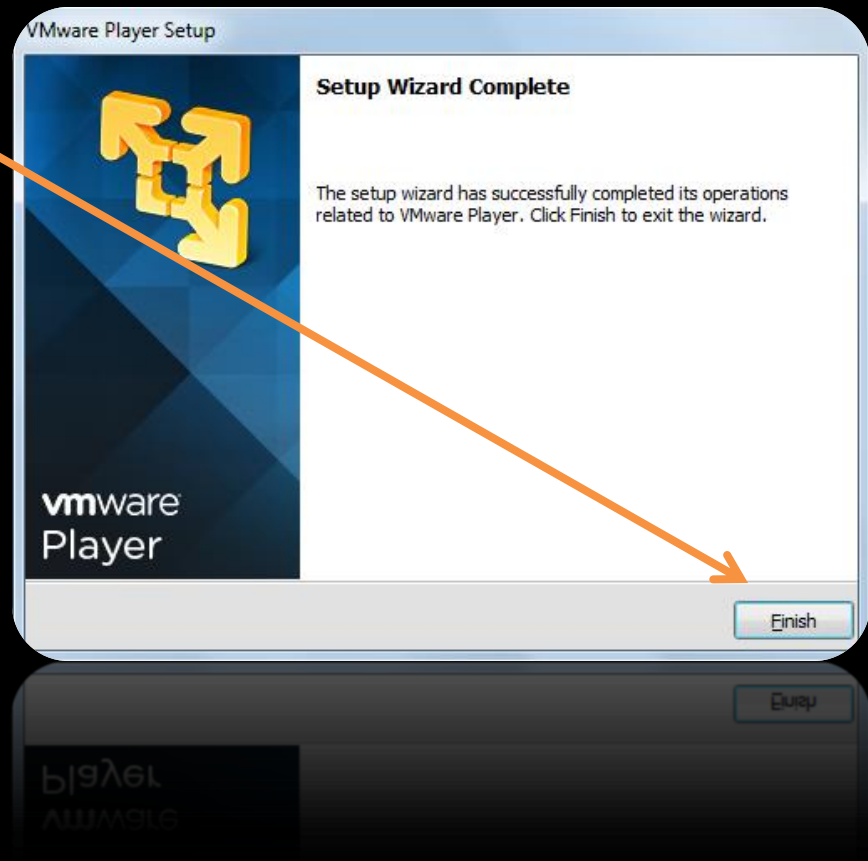 VMware Player Setup
Setup Wizard Complete
The setup wizard has successfully completed its operations
related to VMware Player. Click Finish to exit the wizard.
vmware
Player
Finish